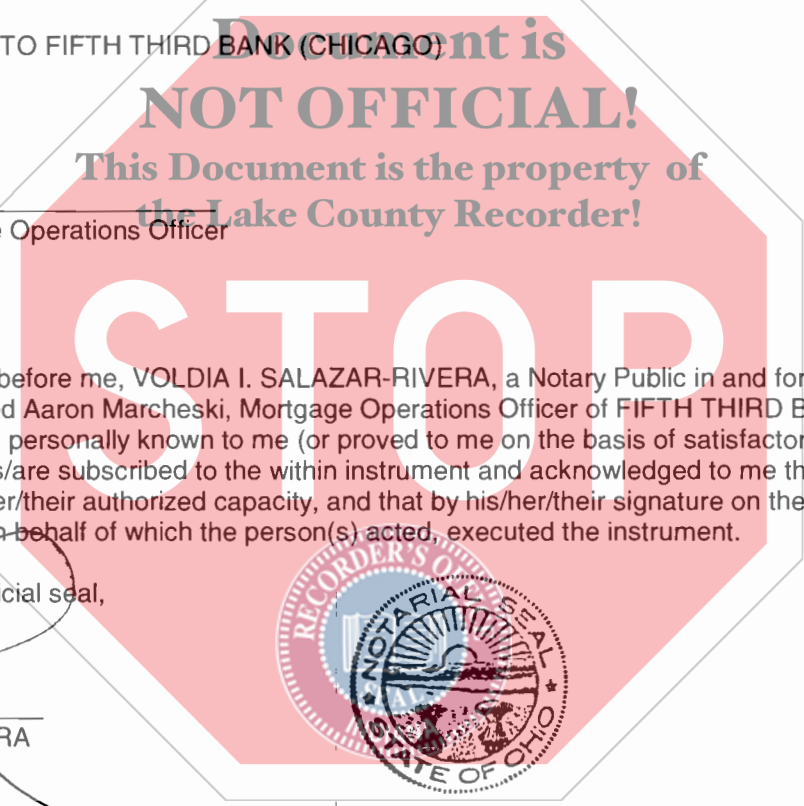 TO FIFTH THIRD BANK (CHICAGO)
Document is
NOT OFFICIAL!
This Document is the property of
the Lake County Recorder!
Operations Officer
STOP
before me, VOLDIA I. SALAZAR-RIVERA, a Notary Public in and for
d Aaron Marcheski, Mortgage Operations Officer of FIFTH THIRD B
personally known to me (or proved to me on the basis of satisfactor
s/are subscribed to the within instrument and acknowledged to me th
er/their authorized capacity, and that by his/her/their signature on the
behalf of which the person(s) acted, executed the instrument.
icial seal,
RECORDER'S OF
SEAL
NOTARIAL SEAL
STATE OF OHIO
RA